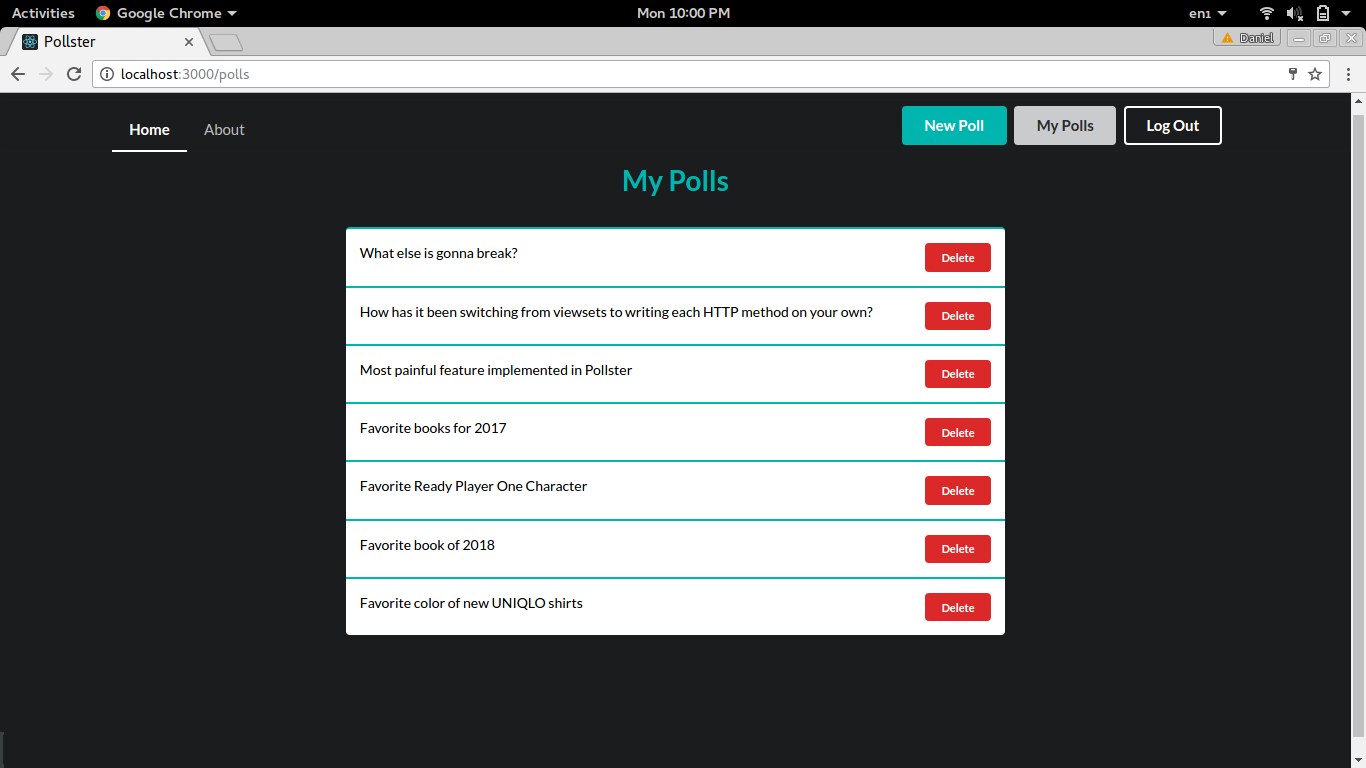 Activities Google Chrome Mon 10:00 PM en1
Pollster Daniel
localhost:3000/polls
Home About New Poll My Polls Log Out
My Polls
What else is gonna break? Delete
How has it been switching from viewsets to writing each HTTP method on your own? Delete
Most painful feature implemented in Pollster Delete
Favorite books for 2017 Delete
Favorite Ready Player One Character Delete
Favorite book of 2018 Delete
Favorite color of new UNIQLO shirts Delete